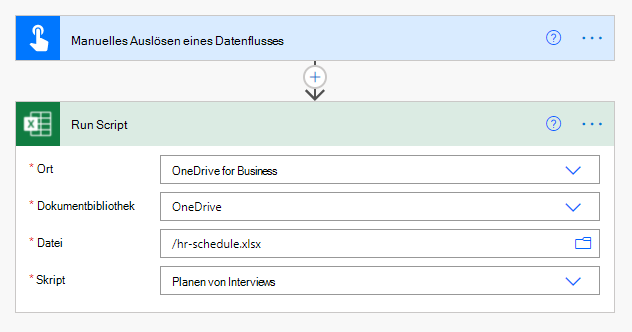 Manuelles Auslösen eines Datenflusses
Run Script
* Ort
OneDrive for Business
* Dokumentbibliothek
OneDrive
* Datei
/hr-schedule.xlsx
* Skript
Planen von Interviews